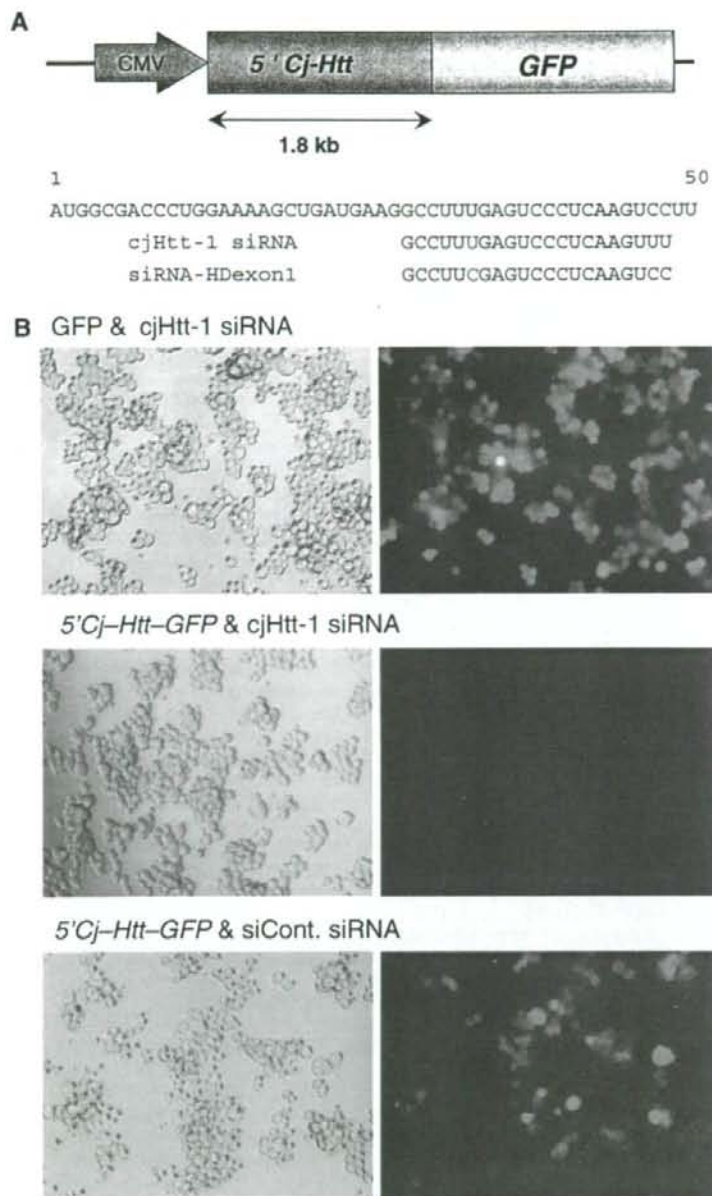 A
CMV
5 ' Cj-Htt
GFP
1.8 kb
1 50
AUGGCGACCCUGGAAAAGCUGAUGAAGGCCUUUGAGUCCCUCAAGUCCUU
cjHtt-1 siRNA GCCUUUGAGUCCCUCAAGUUU
siRNA-HDexon1 GCCUUCGAGUCCCUCAAGUCC
B GFP & cjHtt-1 siRNA
5'Cj–Htt–GFP & cjHtt-1 siRNA
5'Cj–Htt–GFP & siCont. siRNA